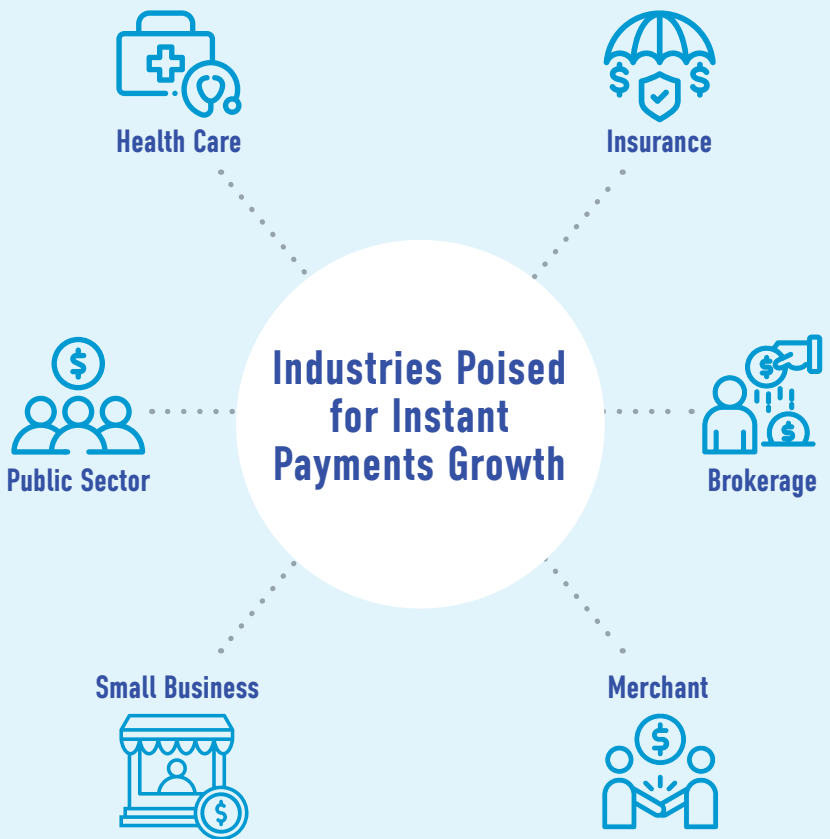 Health Care
Insurance
Industries Poised
for Instant
Payments Growth
Public Sector
Brokerage
Small Business
Merchant